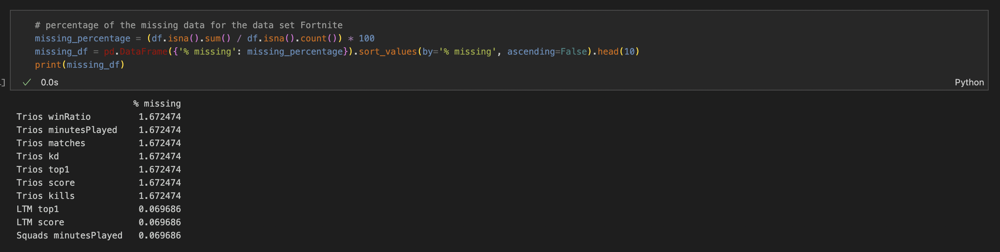 # percentage of the missing data for the data set Fortnite
missing_percentage = (df.isna().sum() / df.isna().count()) * 100
missing_df = pd.DataFrame({'% missing': missing_percentage}).sort_values(by='% missing', ascending=False).head(10)
print(missing_df)
] ✓ 0.0s Python
% missing
Trios winRatio 1.672474
Trios minutesPlayed 1.672474
Trios matches 1.672474
Trios kd 1.672474
Trios top1 1.672474
Trios score 1.672474
Trios kills 1.672474
LTM top1 0.069686
LTM score 0.069686
Squads minutesPlayed 0.069686